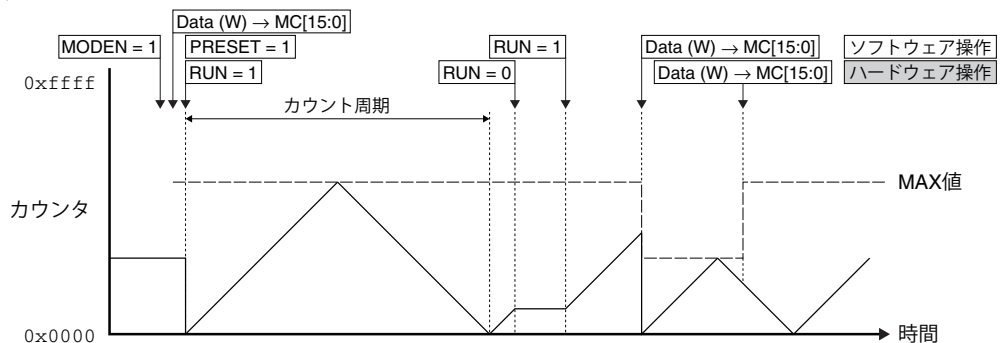 Data (W) → MC[15:0]
MODEN = 1
PRESET = 1
RUN = 1
RUN = 0
RUN = 1
Data (W) → MC[15:0]
ソフトウェア操作
Data (W) → MC[15:0]
ハードウェア操作
0xffff
カウント周期
MAX値
カウンタ
0x0000
時間